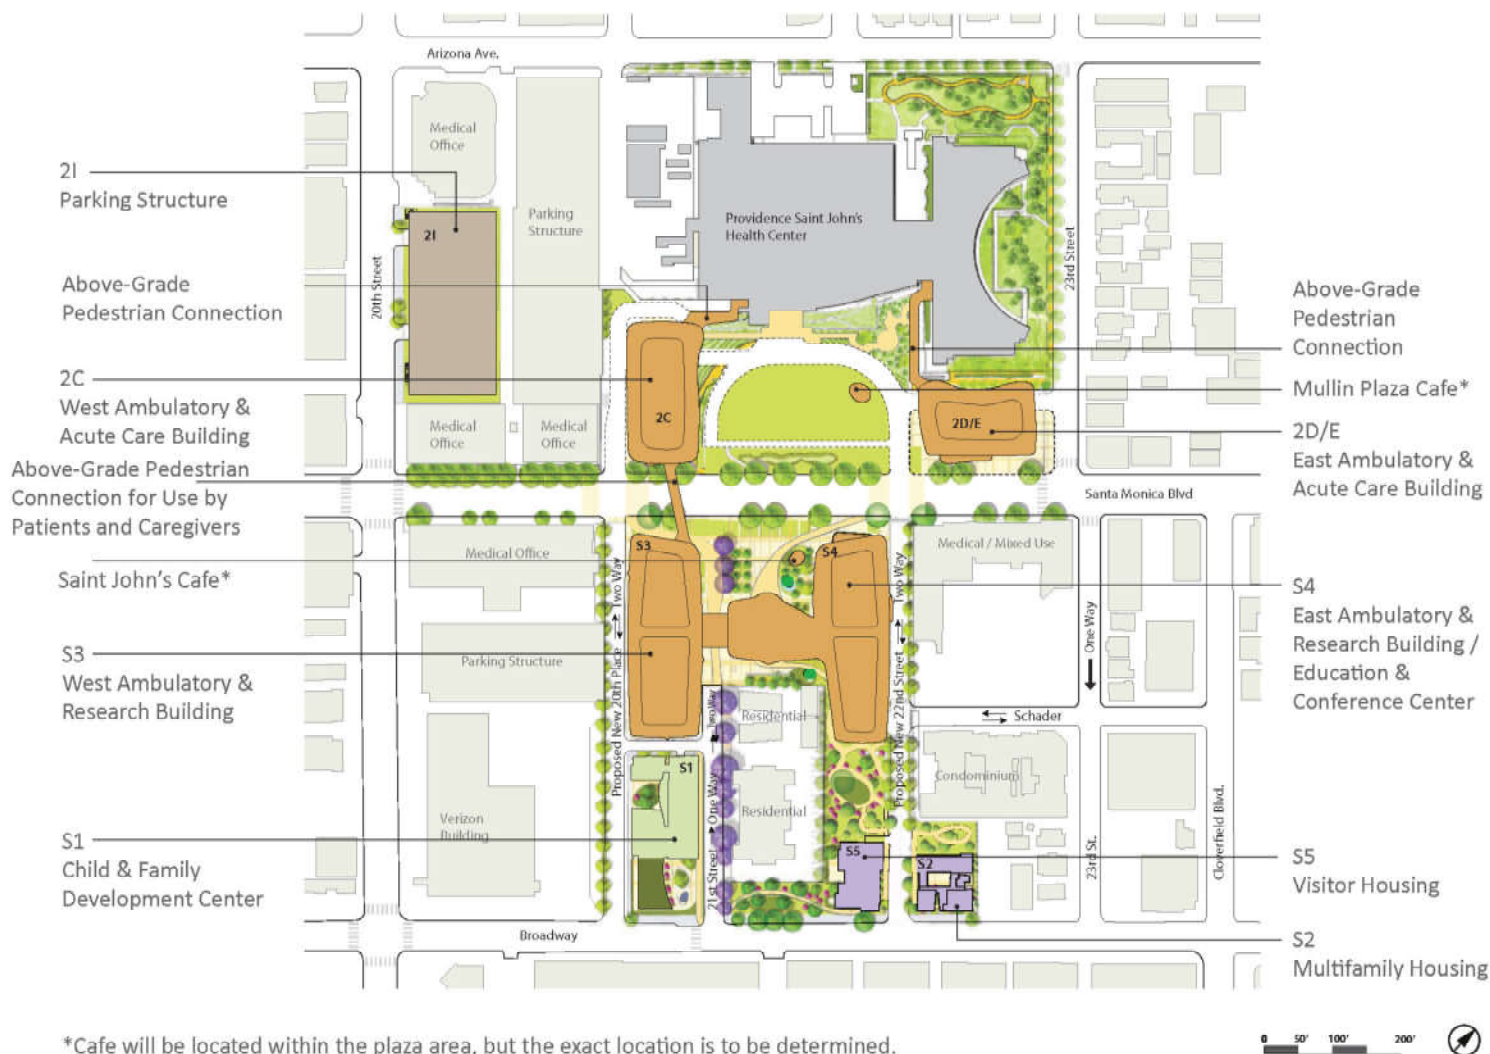 Arizona Ave.
Medical
Office
2I
Parking Structure
Parking
Structure
Providence Saint John's
Health Center
2I
20th Street
23rd Street
Above-Grade
Pedestrian Connection
Above-Grade
Pedestrian
Connection
2C
West Ambulatory &
Acute Care Building
Mullin Plaza Cafe*
2C
2D/E
Medical
Office
Medical
Office
2D/E
East Ambulatory &
Acute Care Building
Above-Grade Pedestrian
Connection for Use by
Patients and Caregivers
Santa Monica Blvd
Medical Office
S3
S4
Medical / Mixed Use
Saint John's Cafe*
Proposed New 20th Place
Two Way
Proposed New 22nd Street
Two Way
One Way
S4
East Ambulatory &
Research Building /
Education &
Conference Center
S3
West Ambulatory &
Research Building
Parking Structure
Two Way
Residential
Schader
S1
Condominium
Residential
Verizon
Building
21st Street
One Way
23rd St.
Cloverfield Blvd.
S1
Child & Family
Development Center
S5
S2
S5
Visitor Housing
Broadway
S2
Multifamily Housing
*Cafe will be located within the plaza area, but the exact location is to be determined.
0 50' 100' 200'